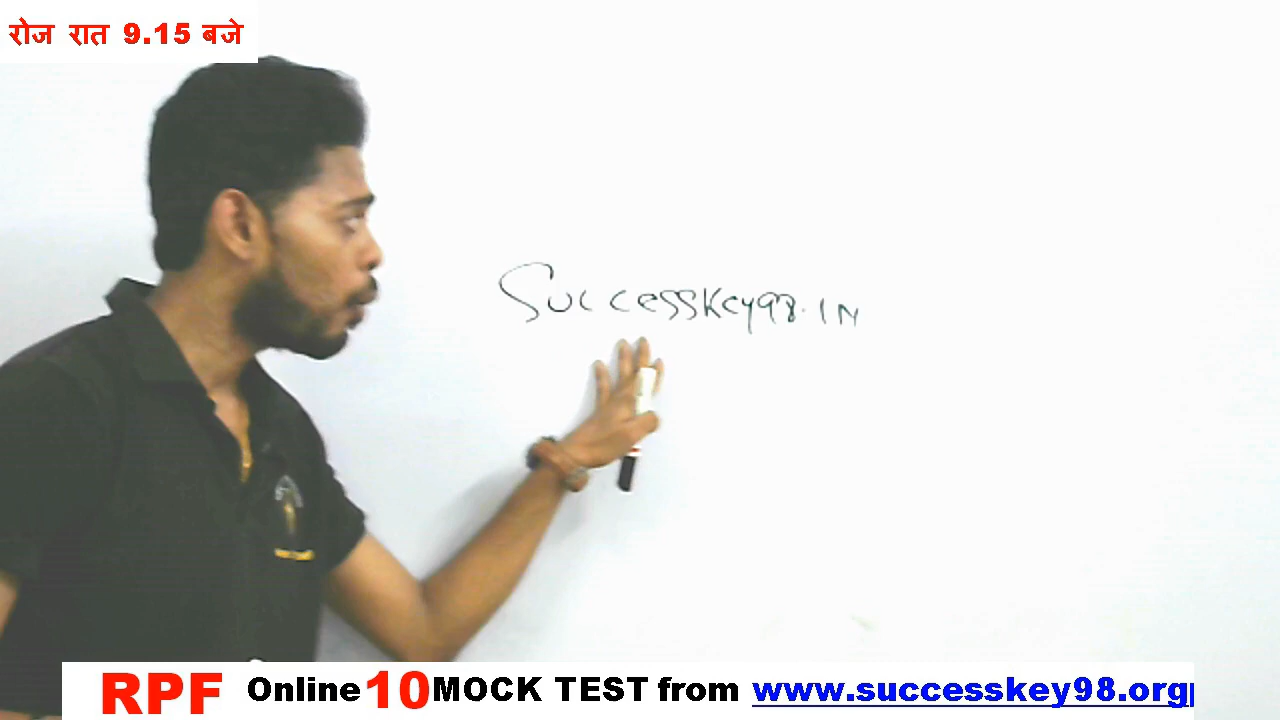 रोज रात 9.15 बजे
SuccessKey98.IN
RPF Online 10 MOCK TEST from www.successkey98.org